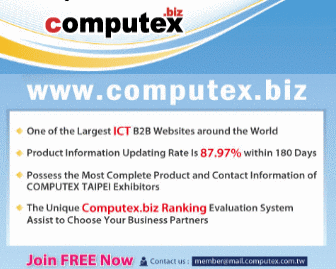 computex.biz
www.computex.biz
One of the Largest ICT B2B Websites around the World
Product Information Updating Rate Is 87.97% within 180 Days
Possess the Most Complete Product and Contact Information of
COMPUTEX TAIPEI Exhibitors
The Unique Computex.biz Ranking Evaluation System
Assist to Choose Your Business Partners
Join FREE Now Contact us : member@mail.computex.com.tw